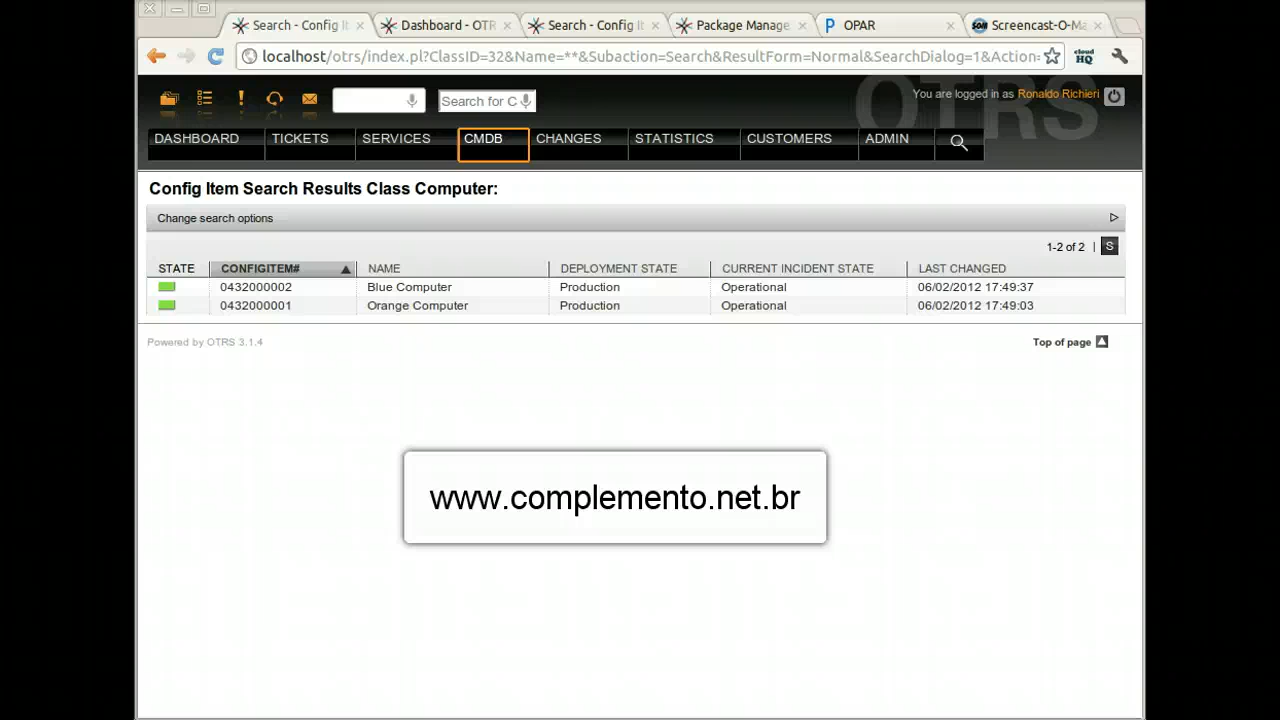 Search - Config It
Dashboard - OTR
Search - Config It
Package Manage
OPAR
Screencast-O-Ma
localhost/otrs/index.pl?ClassID=32&Name=**&Subaction=Search&ResultForm=Normal&SearchDialog=1&Action=
cloud
HQ
OTRS
You are logged in as Ronaldo Richieri
Search for C
DASHBOARD TICKETS SERVICES CMDB CHANGES STATISTICS CUSTOMERS ADMIN
Config Item Search Results Class Computer:
Change search options
1-2 of 2 | S
STATE CONFIGITEM# NAME DEPLOYMENT STATE CURRENT INCIDENT STATE LAST CHANGED
0432000002 Blue Computer Production Operational 06/02/2012 17:49:37
0432000001 Orange Computer Production Operational 06/02/2012 17:49:03
Powered by OTRS 3.1.4
Top of page
www.complemento.net.br